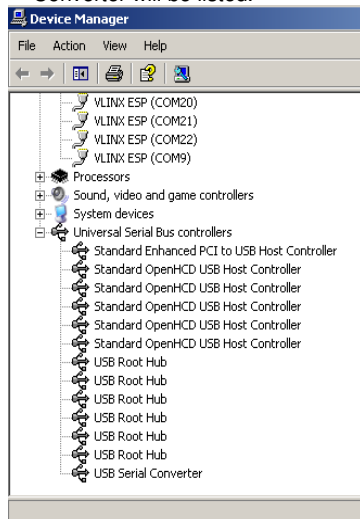 Converter will be listed.
Device Manager
File Action View Help
VLINX ESP (COM20)
VLINX ESP (COM21)
VLINX ESP (COM22)
VLINX ESP (COM9)
Processors
Sound, video and game controllers
System devices
Universal Serial Bus controllers
Standard Enhanced PCI to USB Host Controller
Standard OpenHCD USB Host Controller
Standard OpenHCD USB Host Controller
Standard OpenHCD USB Host Controller
Standard OpenHCD USB Host Controller
Standard OpenHCD USB Host Controller
USB Root Hub
USB Root Hub
USB Root Hub
USB Root Hub
USB Root Hub
USB Root Hub
USB Serial Converter